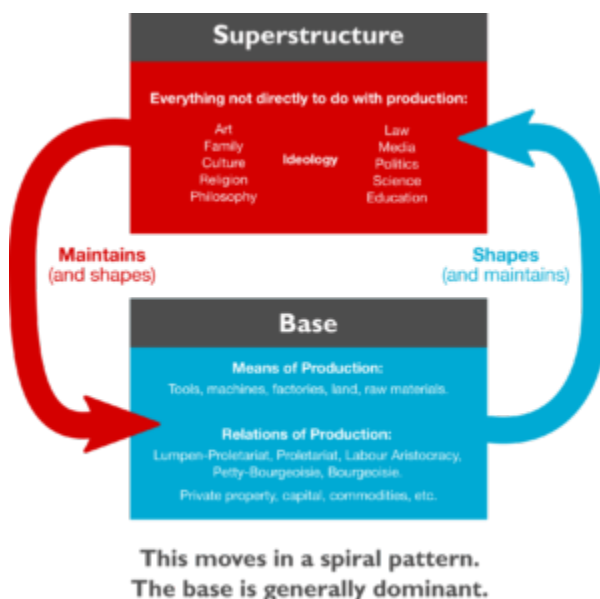 Superstructure
Everything not directly to do with production:
Art
Family
Culture
Religion
Philosophy
Ideology
Law
Media
Politics
Science
Education
Maintains
(and shapes)
Shapes
(and maintains)
Base
Means of Production:
Tools, machines, factories, land, raw materials.
Relations of Production:
Lumpen-Proletariat, Proletariat, Labour Aristocracy,
Petty-Bourgeoisie, Bourgeoisie.
Private property, capital, commodities, etc.
This moves in a spiral pattern.
The base is generally dominant.